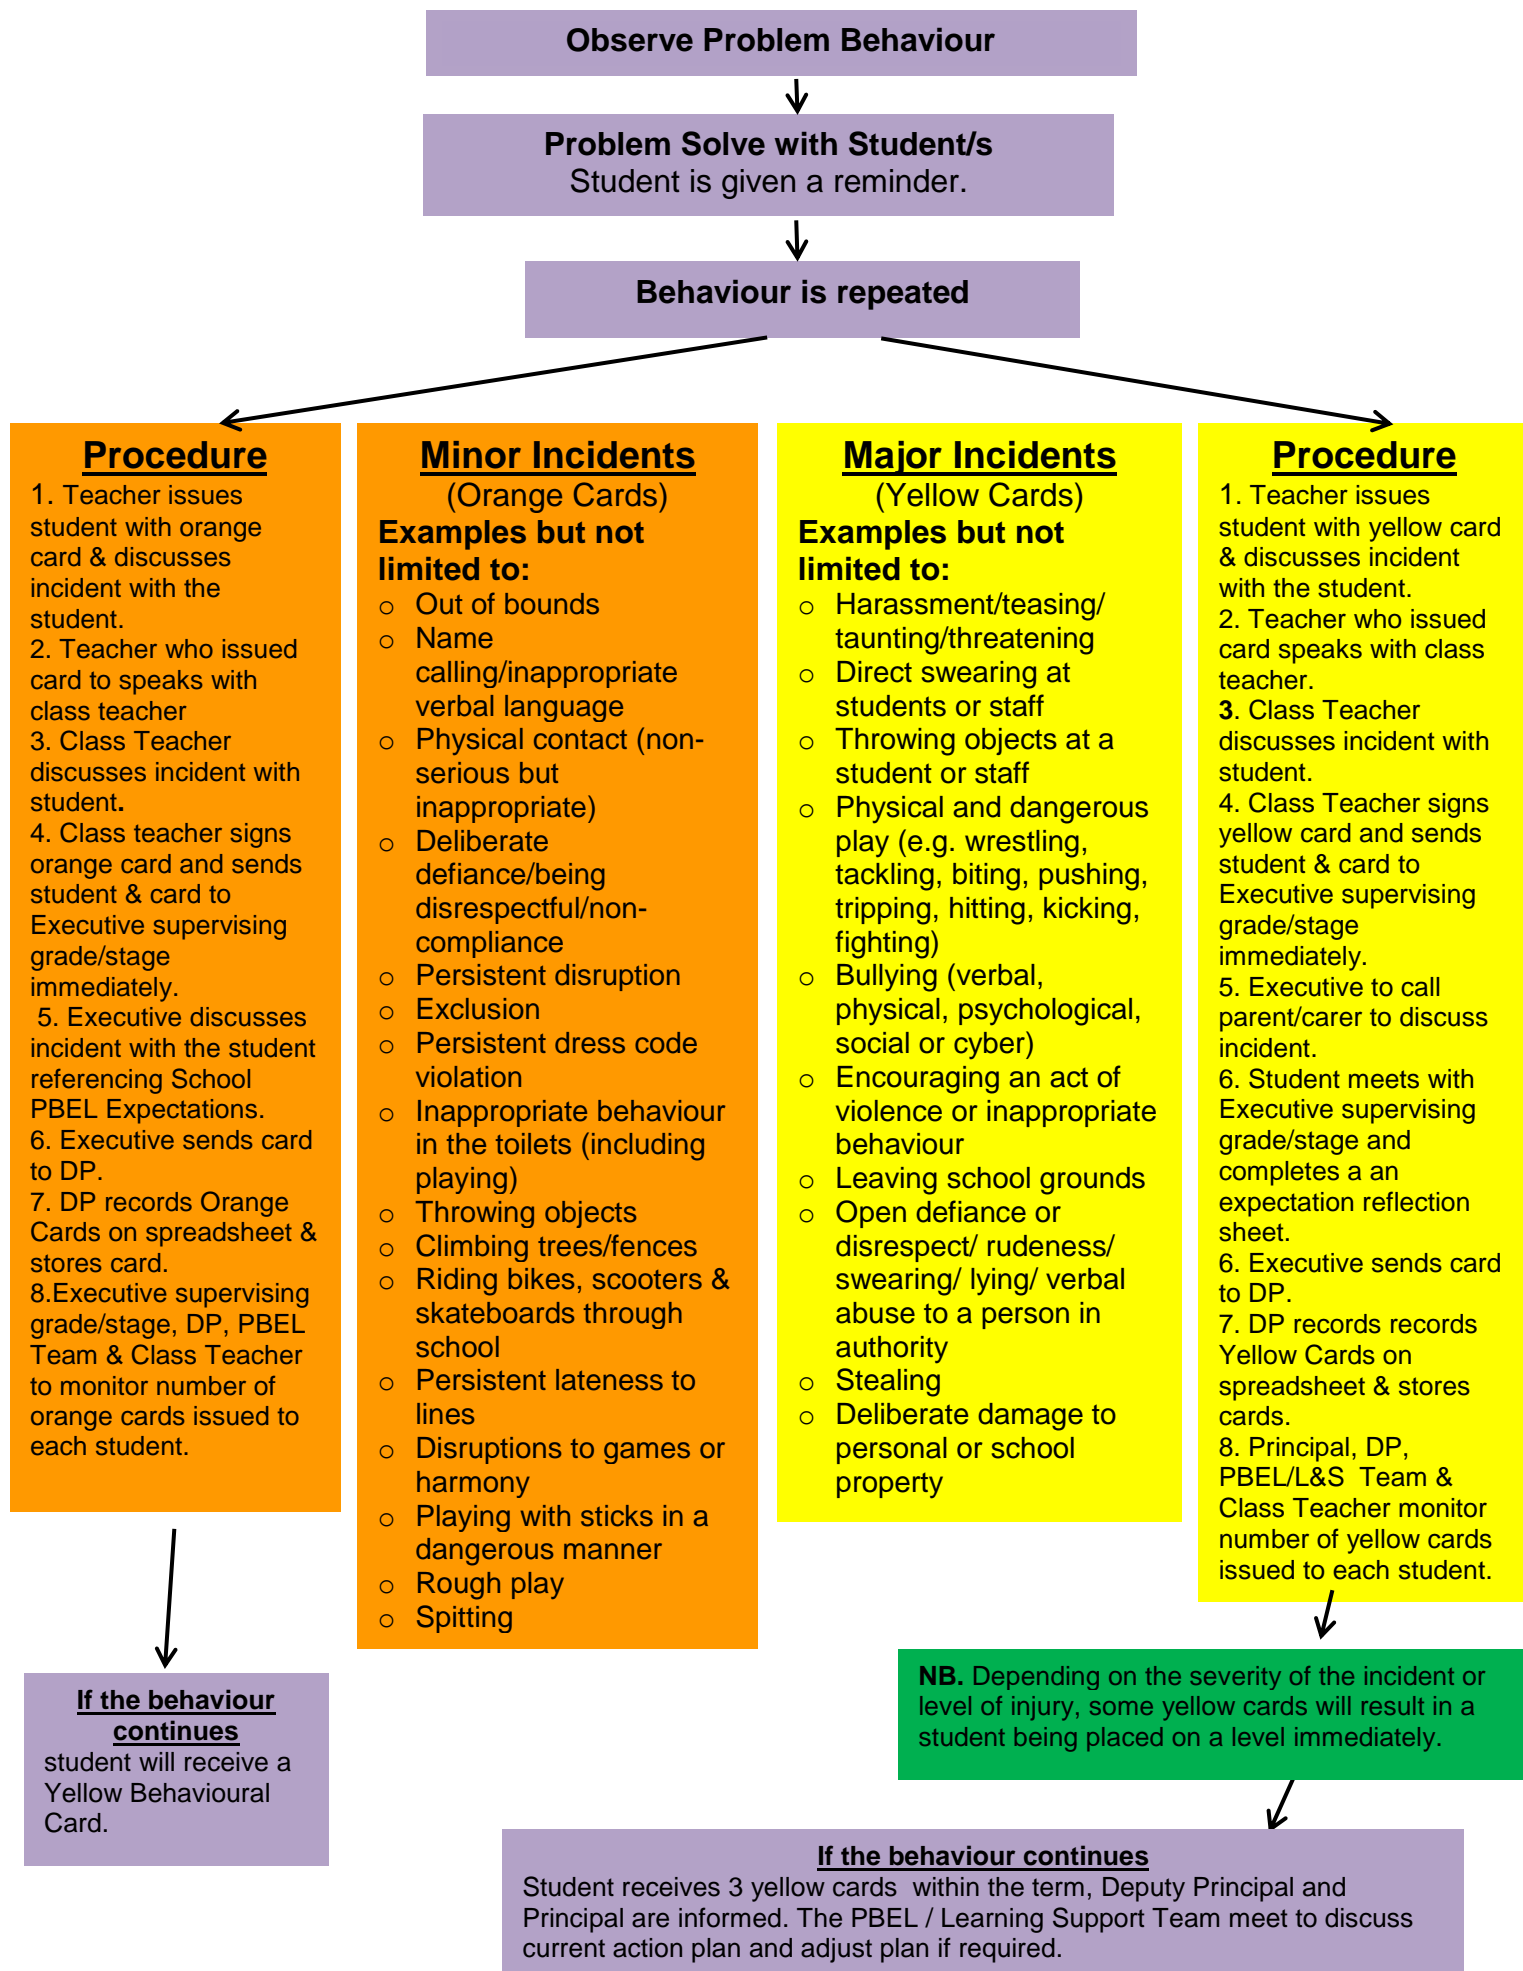 Observe Problem Behaviour
Problem Solve with Student/s
Student is given a reminder.
Behaviour is repeated
Procedure
1. Teacher issues
student with orange
card & discusses
incident with the
student.
2. Teacher who issued
card to speaks with
class teacher
3. Class Teacher
discusses incident with
student.
4. Class teacher signs
orange card and sends
student & card to
Executive supervising
grade/stage
immediately.
5. Executive discusses
incident with the student
referencing School
PBEL Expectations.
6. Executive sends card
to DP.
7. DP records Orange
Cards on spreadsheet &
stores card.
8.Executive supervising
grade/stage, DP, PBEL
Team & Class Teacher
to monitor number of
orange cards issued to
each student.
Minor Incidents
(Orange Cards)
Examples but not
limited to:
o Out of bounds
o Name
calling/inappropriate
verbal language
o Physical contact (non-
serious but
inappropriate)
o Deliberate
defiance/being
disrespectful/non-
compliance
o Persistent disruption
o Exclusion
o Persistent dress code
violation
o Inappropriate behaviour
in the toilets (including
playing)
o Throwing objects
o Climbing trees/fences
o Riding bikes, scooters &
skateboards through
school
o Persistent lateness to
lines
o Disruptions to games or
harmony
o Playing with sticks in a
dangerous manner
o Rough play
o Spitting
Major Incidents
(Yellow Cards)
Examples but not
limited to:
o Harassment/teasing/
taunting/threatening
o Direct swearing at
students or staff
o Throwing objects at a
student or staff
o Physical and dangerous
play (e.g. wrestling,
tackling, biting, pushing,
tripping, hitting, kicking,
fighting)
o Bullying (verbal,
physical, psychological,
social or cyber)
o Encouraging an act of
violence or inappropriate
behaviour
o Leaving school grounds
o Open defiance or
disrespect/ rudeness/
swearing/ lying/ verbal
abuse to a person in
authority
o Stealing
o Deliberate damage to
personal or school
property
Procedure
1. Teacher issues
student with yellow card
& discusses incident
with the student.
2. Teacher who issued
card speaks with class
teacher.
3. Class Teacher
discusses incident with
student.
4. Class Teacher signs
yellow card and sends
student & card to
Executive supervising
grade/stage
immediately.
5. Executive to call
parent/carer to discuss
incident.
6. Student meets with
Executive supervising
grade/stage and
completes a an
expectation reflection
sheet.
6. Executive sends card
to DP.
7. DP records records
Yellow Cards on
spreadsheet & stores
cards.
8. Principal, DP,
PBEL/L&S Team &
Class Teacher monitor
number of yellow cards
issued to each student.
If the behaviour
continues
student will receive a
Yellow Behavioural
Card.
NB. Depending on the severity of the incident or
level of injury, some yellow cards will result in a
student being placed on a level immediately.
If the behaviour continues
Student receives 3 yellow cards within the term, Deputy Principal and
Principal are informed. The PBEL / Learning Support Team meet to discuss
current action plan and adjust plan if required.